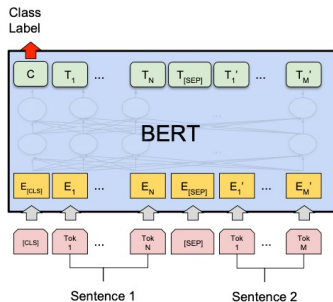 Class
Label
C T1 ... TN T[SEP] T1' ... TM'
BERT
E[CLS] E1 ... EN E[SEP] E1' ... EM'
[CLS] Tok 1 ... Tok N [SEP] Tok 1 ... Tok M
Sentence 1 Sentence 2